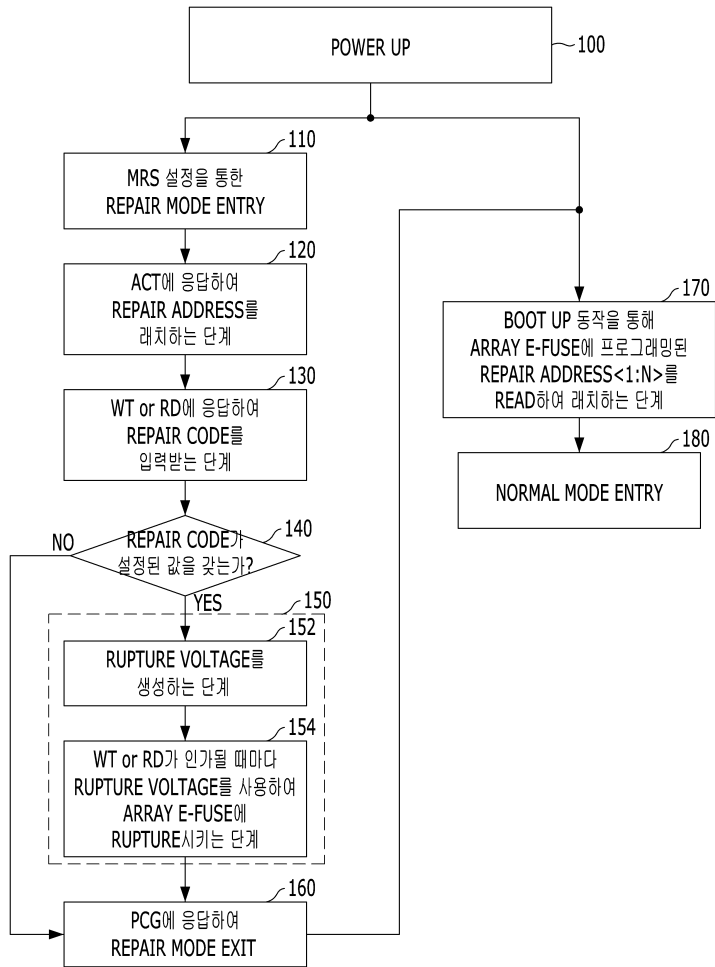 POWER UP
100
110
MRS 설정을 통한
REPAIR MODE ENTRY
120
ACT에 응답하여
REPAIR ADDRESS를
래치하는 단계
130
WT or RD에 응답하여
REPAIR CODE를
입력받는 단계
140
REPAIR CODE가
설정된 값을 갖는가?
NO
YES
150
152
RUPTURE VOLTAGE를
생성하는 단계
154
WT or RD가 인가될 때마다
RUPTURE VOLTAGE를 사용하여
ARRAY E-FUSE에
RUPTURE시키는 단계
160
PCG에 응답하여
REPAIR MODE EXIT
170
BOOT UP 동작을 통해
ARRAY E-FUSE에 프로그래밍된
REPAIR ADDRESS<1:N>를
READ하여 래치하는 단계
180
NORMAL MODE ENTRY